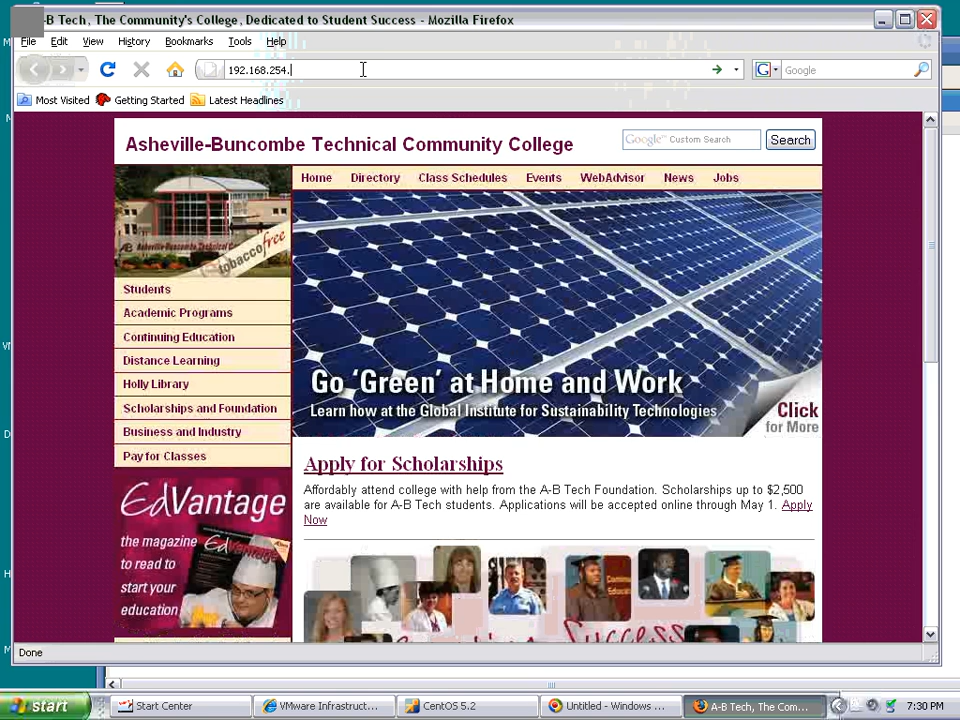 -B Tech, The Community's College, Dedicated to Student Success - Mozilla Firefox
File Edit View History Bookmarks Tools Help
192.168.254.
G Google
Most Visited Getting Started Latest Headlines
Asheville-Buncombe Technical Community College
Google™ Custom Search Search
Home Directory Class Schedules Events WebAdvisor News Jobs
tobacco free
Students
Academic Programs
Continuing Education
Distance Learning
Holly Library
Scholarships and Foundation
Business and Industry
Pay for Classes
Go 'Green' at Home and Work
Learn how at the Global Institute for Sustainability Technologies
Click
for More
EdVantage
the magazine
to read to
start your
education
Apply for Scholarships
Affordably attend college with help from the A-B Tech Foundation. Scholarships up to $2,500
are available for A-B Tech students. Applications will be accepted online through May 1. Apply
Now
Done
start Start Center VMware Infrastruct... CentOS 5.2 Untitled - Windows ... A-B Tech, The Com... 7:30 PM